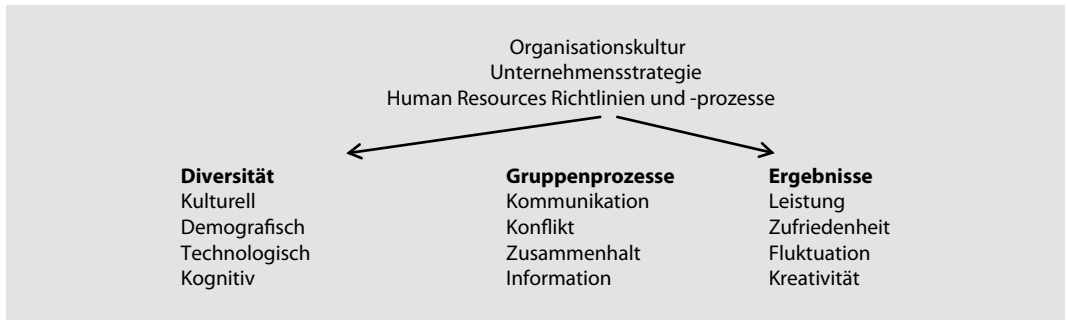 Organisationskultur
Unternehmensstrategie
Human Resources Richtlinien und -prozesse
Diversität
Kulturell
Demografisch
Technologisch
Kognitiv
Gruppenprozesse
Kommunikation
Konflikt
Zusammenhalt
Information
Ergebnisse
Leistung
Zufriedenheit
Fluktuation
Kreativität